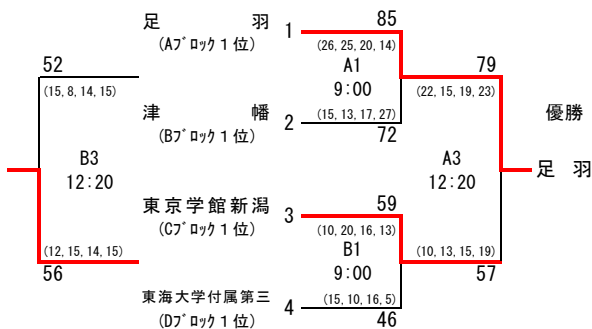 足 羽
(Aブロック１位)
1
85
(26, 25, 20, 14)
A1
9:00
(15, 13, 17, 27)
72
津 幡
(Bブロック１位)
2
東京学館新潟
(Cブロック１位)
3
59
(10, 20, 16, 13)
B1
9:00
(15, 10, 16, 5)
46
東海大学付属第三
(Dブロック１位)
4
79
(22, 15, 19, 23)
A3
12:20
(10, 13, 15, 19)
57
優勝
足 羽
52
(15, 8, 14, 15)
B3
12:20
(12, 15, 14, 15)
56